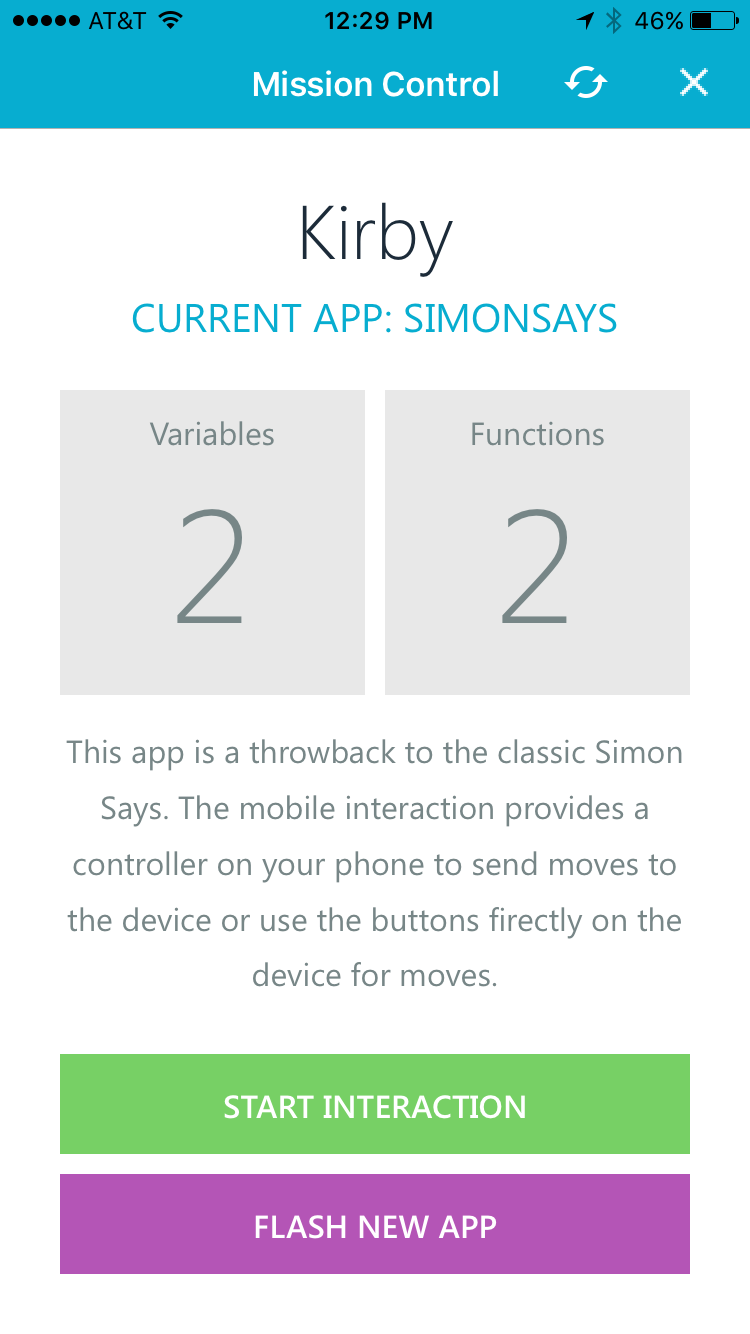 AT&T 12:29 PM 46%
Mission Control
Kirby
CURRENT APP: SIMONSAYS
Variables Functions
2 2
This app is a throwback to the classic Simon
Says. The mobile interaction provides a
controller on your phone to send moves to
the device or use the buttons firectly on the
device for moves.
START INTERACTION
FLASH NEW APP